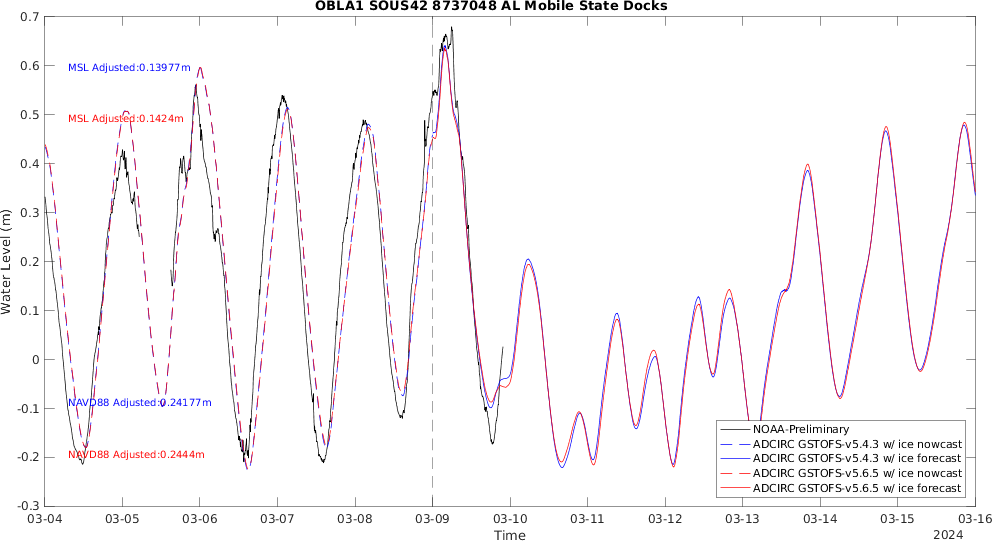 OBLA1 SOUS42 8737048 AL Mobile State Docks
0.7
0.6
0.5
0.4
0.3
0.2
0.1
0
-0.1
-0.2
-0.3
Water Level (m)
MSL Adjusted:0.13977m
MSL Adjusted:0.1424m
NAVD88 Adjusted:0.24177m
NAVD88 Adjusted:0.2444m
NOAA-Preliminary
ADCIRC GSTOFS-v5.4.3 w/ ice nowcast
ADCIRC GSTOFS-v5.4.3 w/ ice forecast
ADCIRC GSTOFS-v5.6.5 w/ ice nowcast
ADCIRC GSTOFS-v5.6.5 w/ ice forecast
03-04 03-05 03-06 03-07 03-08 03-09 03-10 03-11 03-12 03-13 03-14 03-15 03-16
Time
2024